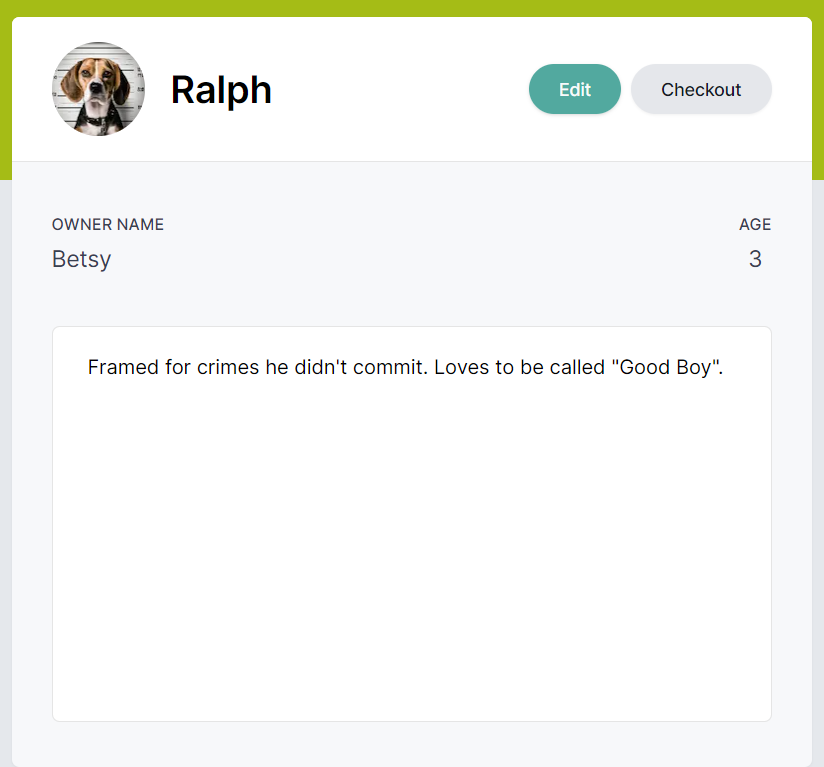 Ralph
Edit
Checkout
OWNER NAME
AGE
Betsy
3
Framed for crimes he didn't commit. Loves to be called "Good Boy".